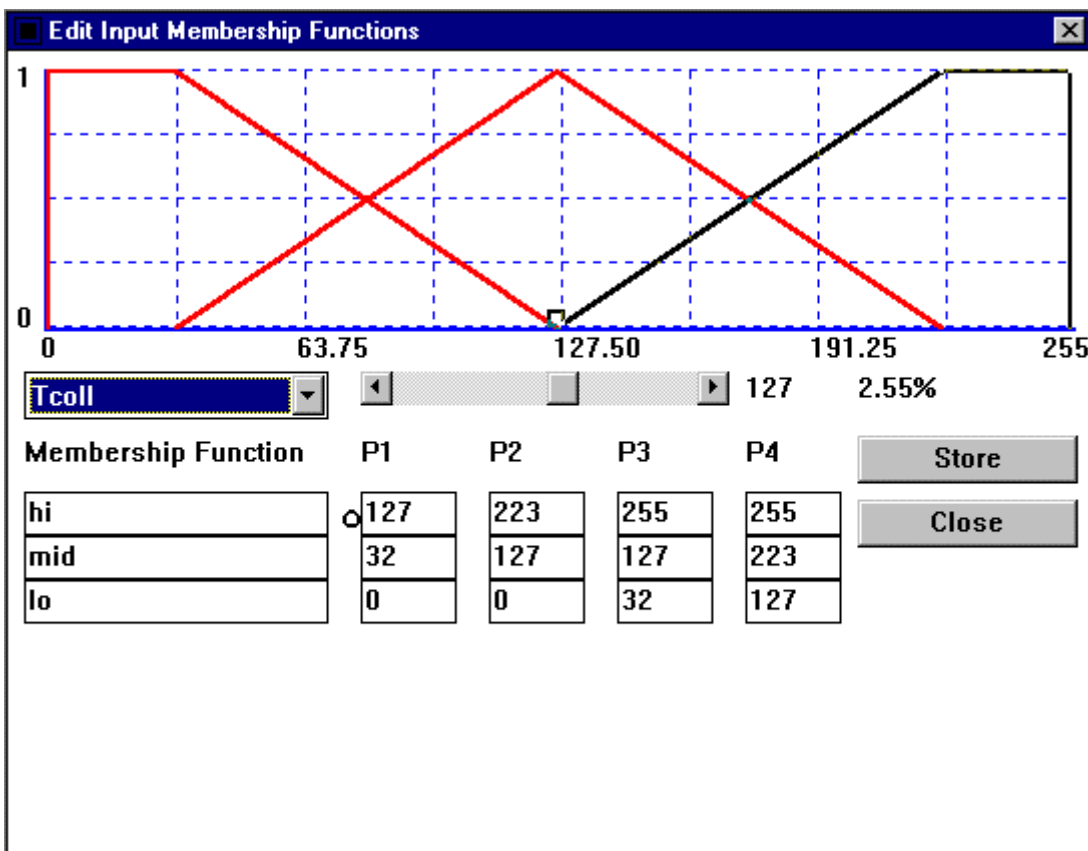 Edit Input Membership Functions
1
0
0 63.75 127.50 191.25 255
Tcoll 127 2.55%
Membership Function P1 P2 P3 P4 Store
hi 127 223 255 255 Close
mid 32 127 127 223
lo 0 0 32 127